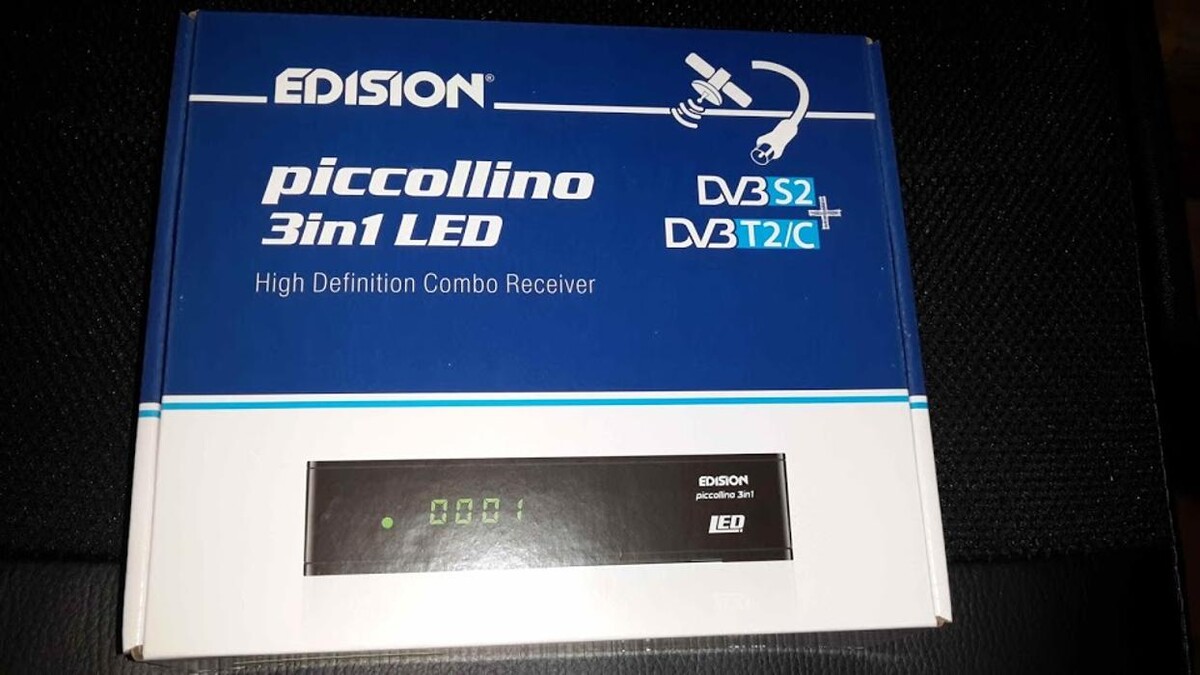 EDISION®
piccollino
3in1 LED
High Definition Combo Receiver
DVB S2
+
DVB T2/C
0001
EDISION
piccollino 3in1
LED